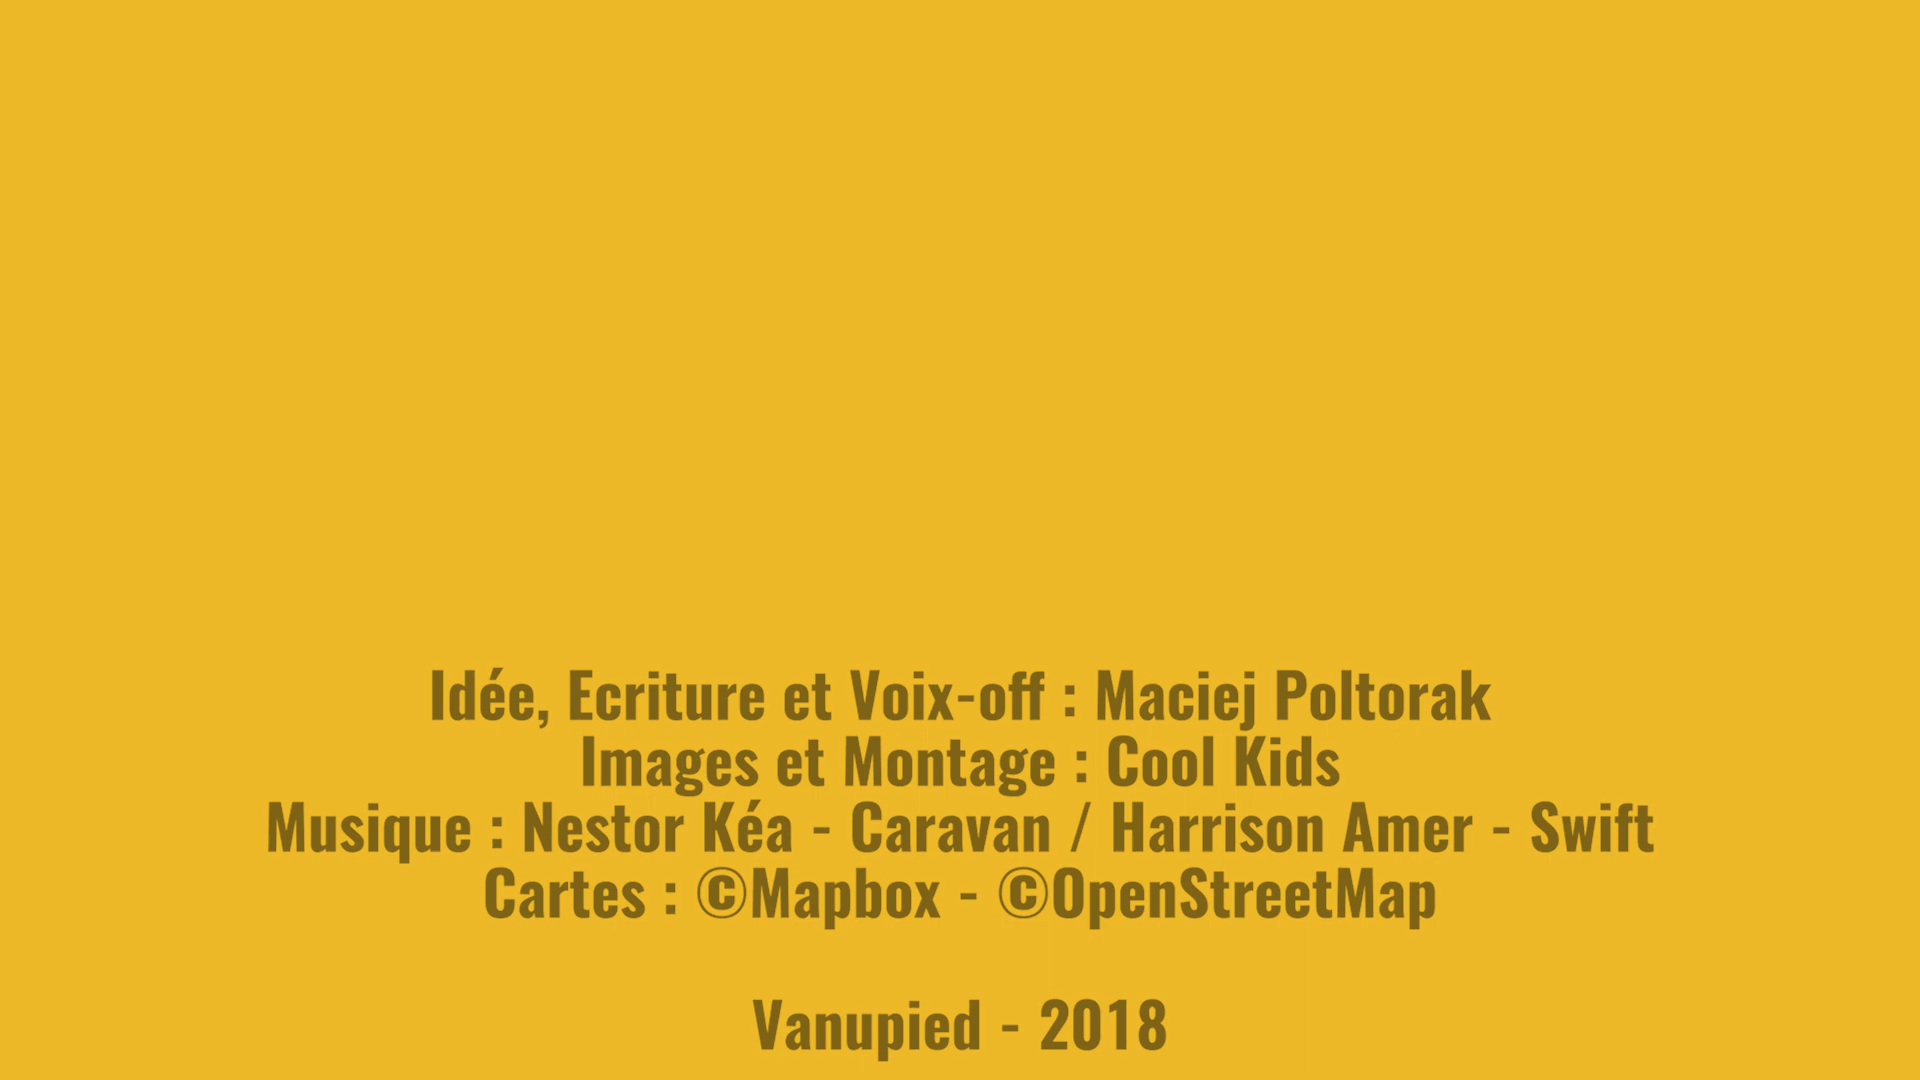 Idée, Ecriture et Voix-off : Maciej Poltorak
Images et Montage : Cool Kids
Musique : Nestor Kéa - Caravan / Harrison Amer - Swift
Cartes : ©Mapbox - ©OpenStreetMap
Vanupied - 2018